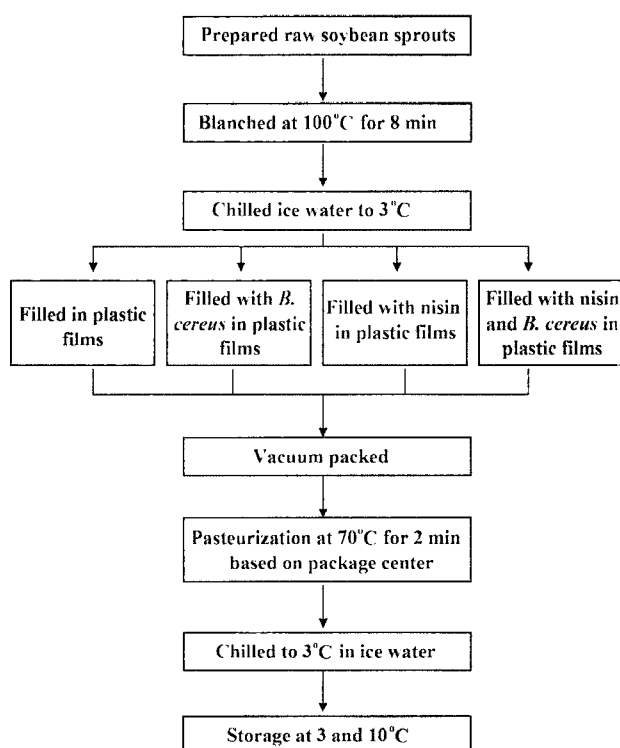 Prepared raw soybean sprouts
Blanched at 100°C for 8 min
Chilled ice water to 3°C
Filled in plastic
films
Filled with B.
cereus in plastic
films
Filled with nisin
in plastic films
Filled with nisin
and B. cereus in
plastic films
Vacuum packed
Pasteurization at 70°C for 2 min
based on package center
Chilled to 3°C in ice water
Storage at 3 and 10°C